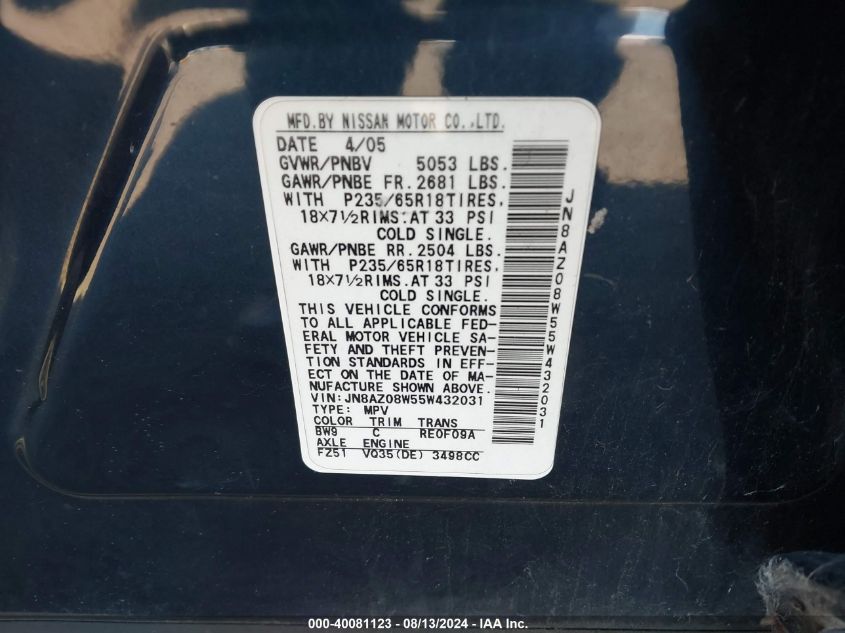 MFD.BY NISSAN MOTOR CO.,LTD.
DATE 4/05
GVWR/PNBV 5053 LBS.
GAWR/PNBE FR.2681 LBS.
WITH P235/65R18TIRES,
18×7½RIMS.AT 33 PSI
COLD SINGLE.
GAWR/PNBE RR.2504 LBS.
WITH P235/65R18TIRES,
18×7½RIMS.AT 33 PSI
COLD SINGLE.
THIS VEHICLE CONFORMS
TO ALL APPLICABLE FED-
ERAL MOTOR VEHICLE SA-
FETY AND THEFT PREVEN-
TION STANDARDS IN EFF-
ECT ON THE DATE OF MA-
NUFACTURE SHOWN ABOVE.
VIN:JN8AZ08W55W432031
TYPE: MPV
COLOR TRIM TRANS
BW9 C RE0F09A
AXLE ENGINE
FZ51 VQ35(DE) 3498CC
JN8AZ08W55W432031
000-40081123 - 08/13/2024 - IAA Inc.